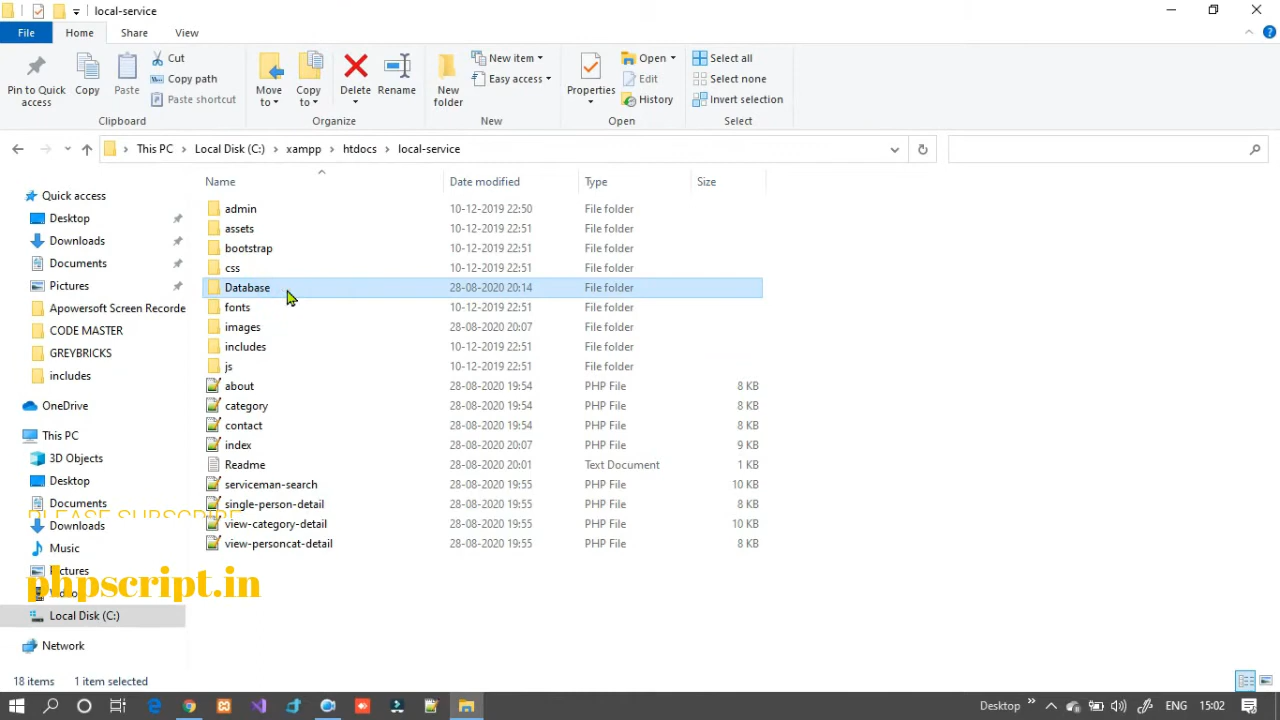 local-service
File Home Share View
Pin to Quick access
Copy
Paste
Cut
Copy path
Paste shortcut
Clipboard
Move to
Copy to
Delete
Rename
Organize
New folder
New item
Easy access
New
Properties
Open
Edit
History
Open
Select all
Select none
Invert selection
Select
This PC Local Disk (C:) xampp htdocs local-service
Name Date modified Type Size
Quick access
Desktop
Downloads
Documents
Pictures
Apowersoft Screen Recorde
CODE MASTER
GREYBRICKS
includes
OneDrive
This PC
3D Objects
Desktop
Documents
Downloads
Music
Pictures
Local Disk (C:)
Network
admin 10-12-2019 22:50 File folder
assets 10-12-2019 22:51 File folder
bootstrap 10-12-2019 22:51 File folder
css 10-12-2019 22:51 File folder
Database 28-08-2020 20:14 File folder
fonts 10-12-2019 22:51 File folder
images 28-08-2020 20:07 File folder
includes 10-12-2019 22:51 File folder
js 10-12-2019 22:51 File folder
about 28-08-2020 19:54 PHP File 8 KB
category 28-08-2020 19:54 PHP File 8 KB
contact 28-08-2020 19:54 PHP File 8 KB
index 28-08-2020 20:07 PHP File 9 KB
Readme 28-08-2020 20:01 Text Document 1 KB
serviceman-search 28-08-2020 19:55 PHP File 10 KB
single-person-detail 28-08-2020 19:55 PHP File 8 KB
view-category-detail 28-08-2020 19:55 PHP File 10 KB
view-personcat-detail 28-08-2020 19:55 PHP File 8 KB
PLEASE SUBSCRIBE
phpscript.in
18 items 1 item selected
Desktop ENG 15:02